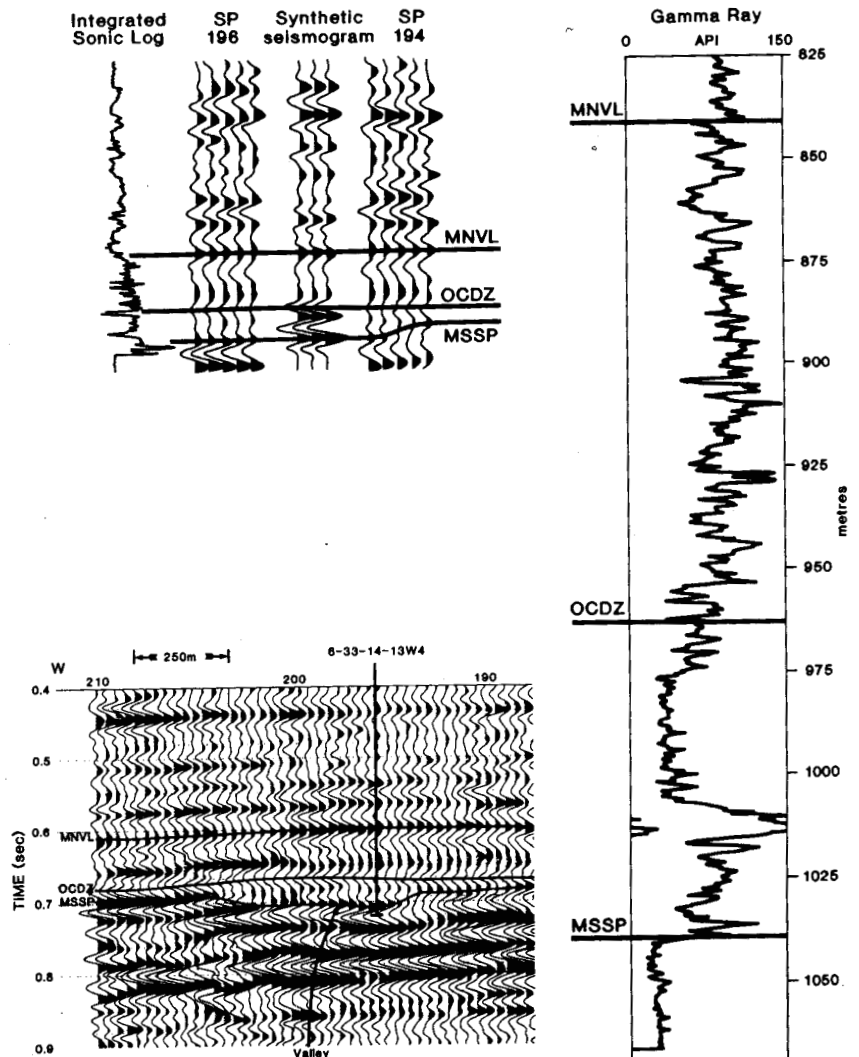 Integrated Sonic Log
SP 196
Synthetic seismogram
SP 194
MNVL
OCDZ
MSSP
Gamma Ray
0 API 150
825
MNVL
850
875
900
925
metres
950
OCDZ
975
1000
1025
MSSP
1050
250m
6-33-14-13W4
W
210 200 190
0.4
0.5
0.6
MNVL
TIME (sec)
OCDZ
MSSP
0.7
0.8
0.9
Valley